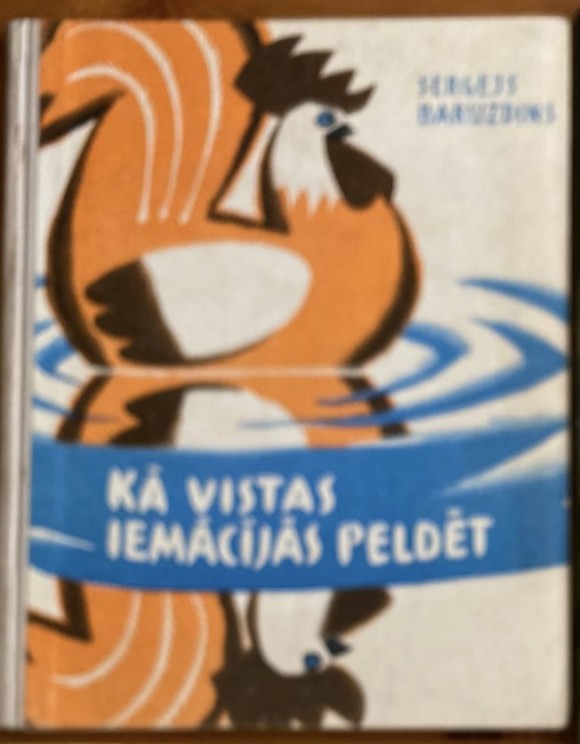 SERGEJS
BARUZDINS
KĀ VISTAS
IEMĀCĪJĀS PELDĒT